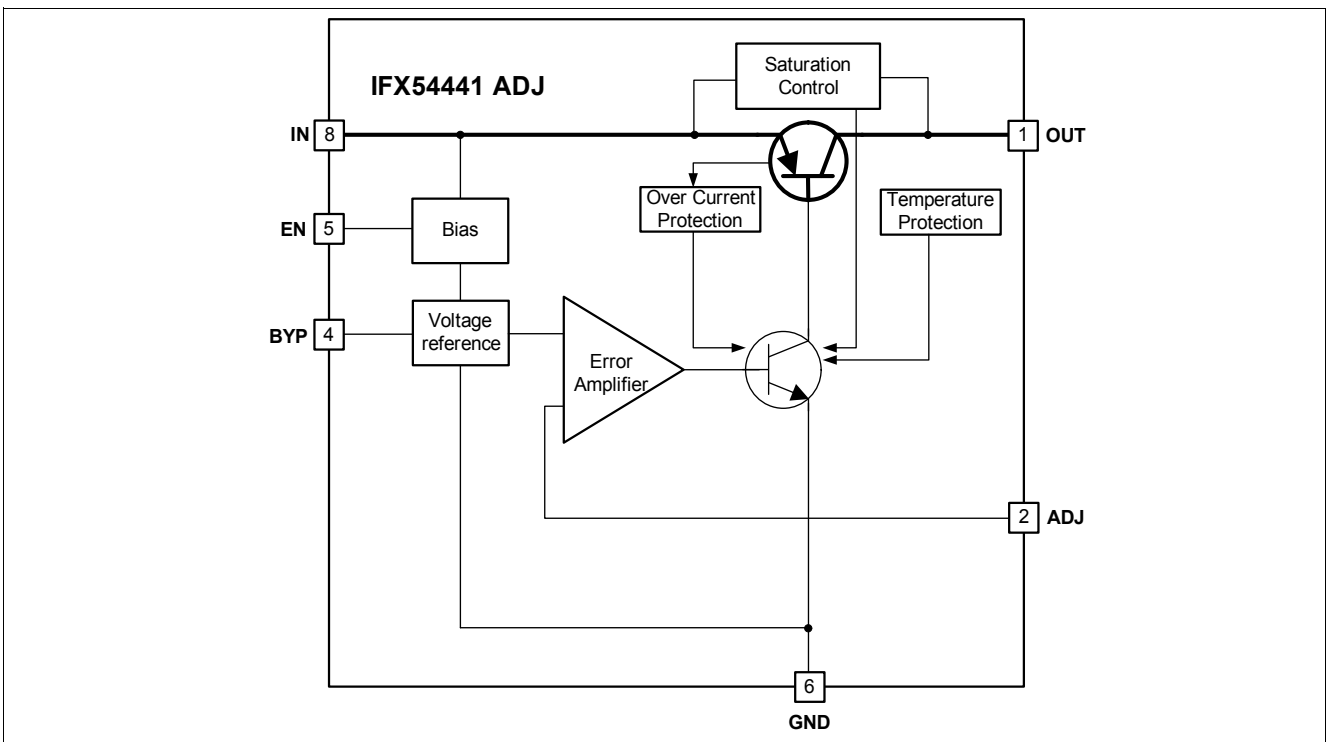 IFX54441 ADJ
Saturation
Control
IN 8
1 OUT
Over Current
Protection
Temperature
Protection
EN 5
Bias
BYP 4
Voltage
reference
Error
Amplifier
2 ADJ
6
GND